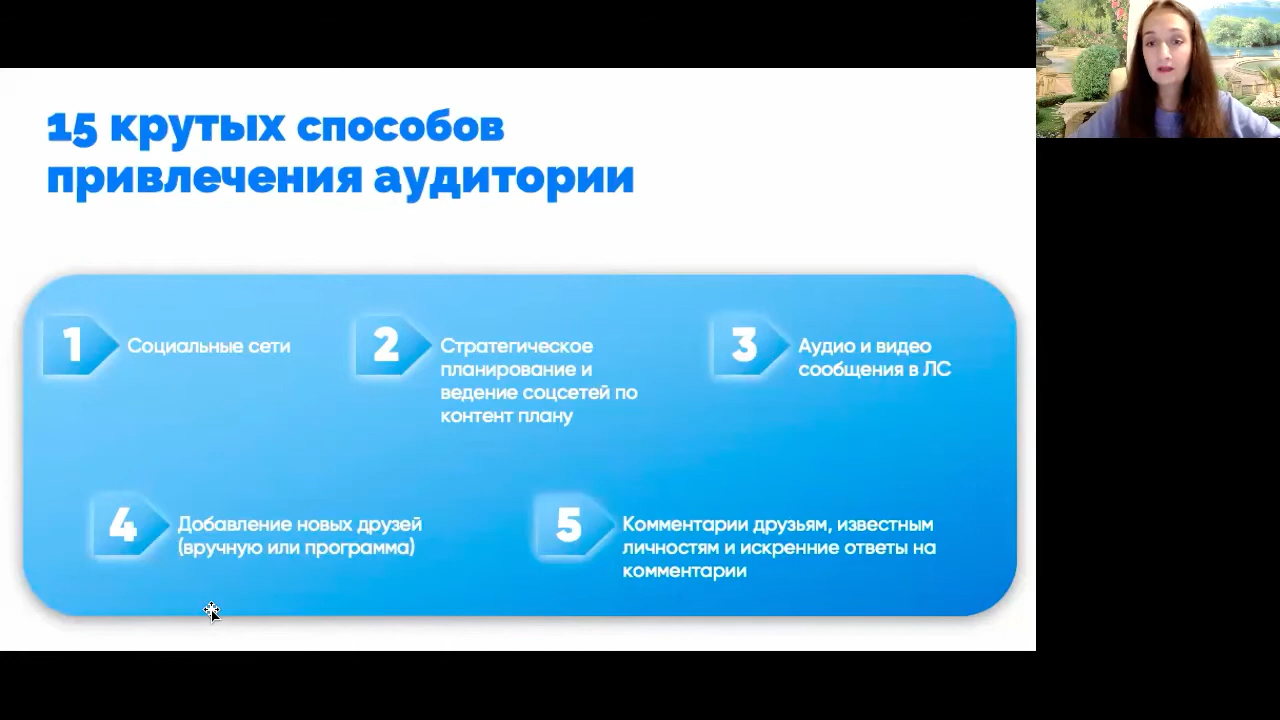 15 крутых способов
привлечения аудитории
1
Социальные сети
2
Стратегическое
планирование и
ведение соцсетей по
контент плану
3
Аудио и видео
сообщения в ЛС
4
Добавление новых друзей
(вручную или программа)
5
Комментарии друзьям, известным
личностям и искренние ответы на
комментарии